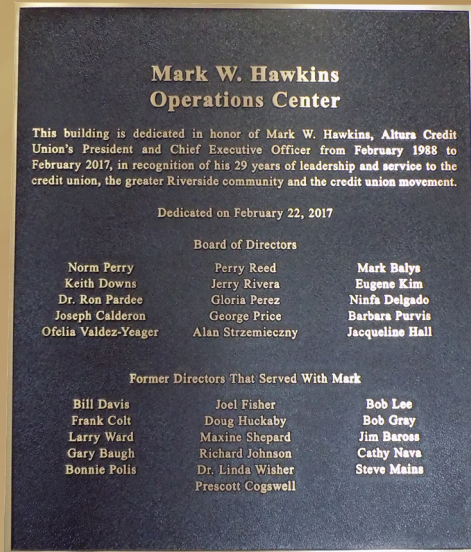 Mark W. Hawkins
Operations Center
This building is dedicated in honor of Mark W. Hawkins, Altura Credit
Union's President and Chief Executive Officer from February 1988 to
February 2017, in recognition of his 29 years of leadership and service to the
credit union, the greater Riverside community and the credit union movement.
Dedicated on February 22, 2017
Board of Directors
Norm Perry Perry Reed Mark Balys
Keith Downs Jerry Rivera Eugene Kim
Dr. Ron Pardee Gloria Perez Ninfa Delgado
Joseph Calderon George Price Barbara Purvis
Ofelia Valdez-Yeager Alan Strzemieczny Jacqueline Hall
Former Directors That Served With Mark
Bill Davis Joel Fisher Bob Lee
Frank Colt Doug Huckaby Bob Gray
Larry Ward Maxine Shepard Jim Baross
Gary Baugh Richard Johnson Cathy Nava
Bonnie Polis Dr. Linda Wisher Steve Mains
Prescott Cogswell